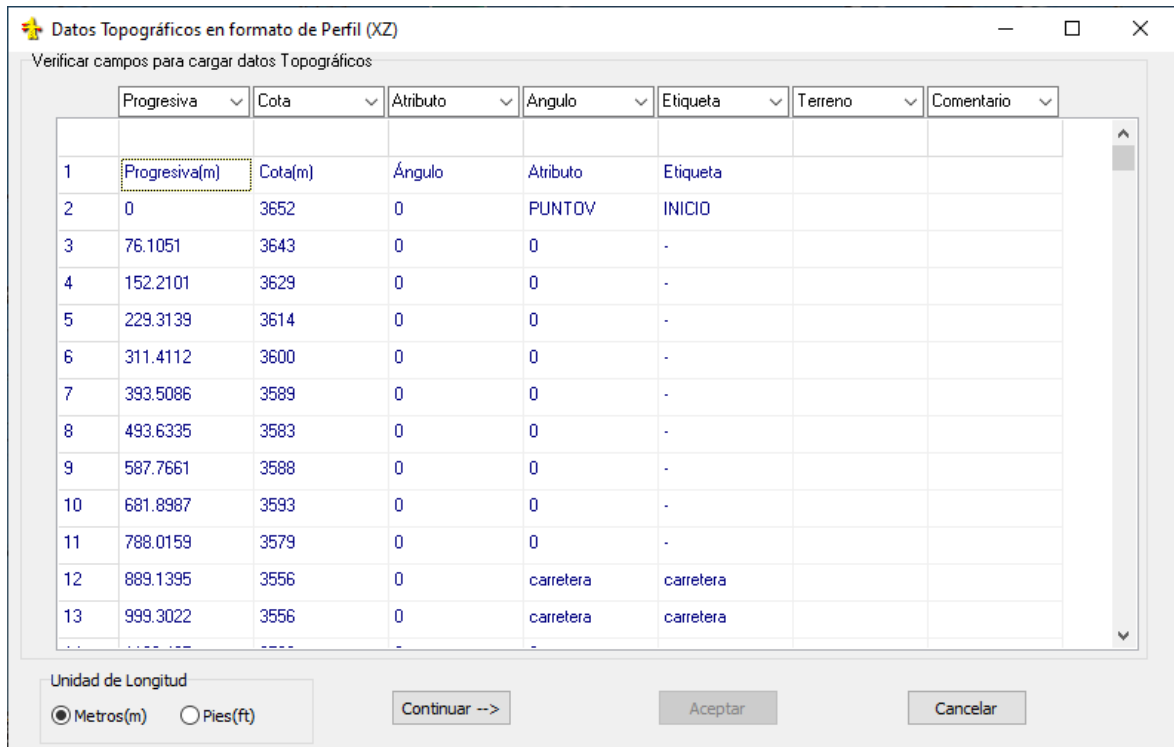 Datos Topográficos en formato de Perfil (XZ)
Verificar campos para cargar datos Topográficos
Progresiva Cota Atributo Angulo Etiqueta Terreno Comentario
1 Progresiva(m) Cota(m) Ángulo Atributo Etiqueta
2 0 3652 0 PUNTOV INICIO
3 76.1051 3643 0 0 -
4 152.2101 3629 0 0 -
5 229.3139 3614 0 0 -
6 311.4112 3600 0 0 -
7 393.5086 3589 0 0 -
8 493.6335 3583 0 0 -
9 587.7661 3588 0 0 -
10 681.8987 3593 0 0 -
11 788.0159 3579 0 0 -
12 889.1395 3556 0 carretera carretera
13 999.3022 3556 0 carretera carretera
Unidad de Longitud
Metros(m) Pies(ft) Continuar --> Aceptar Cancelar